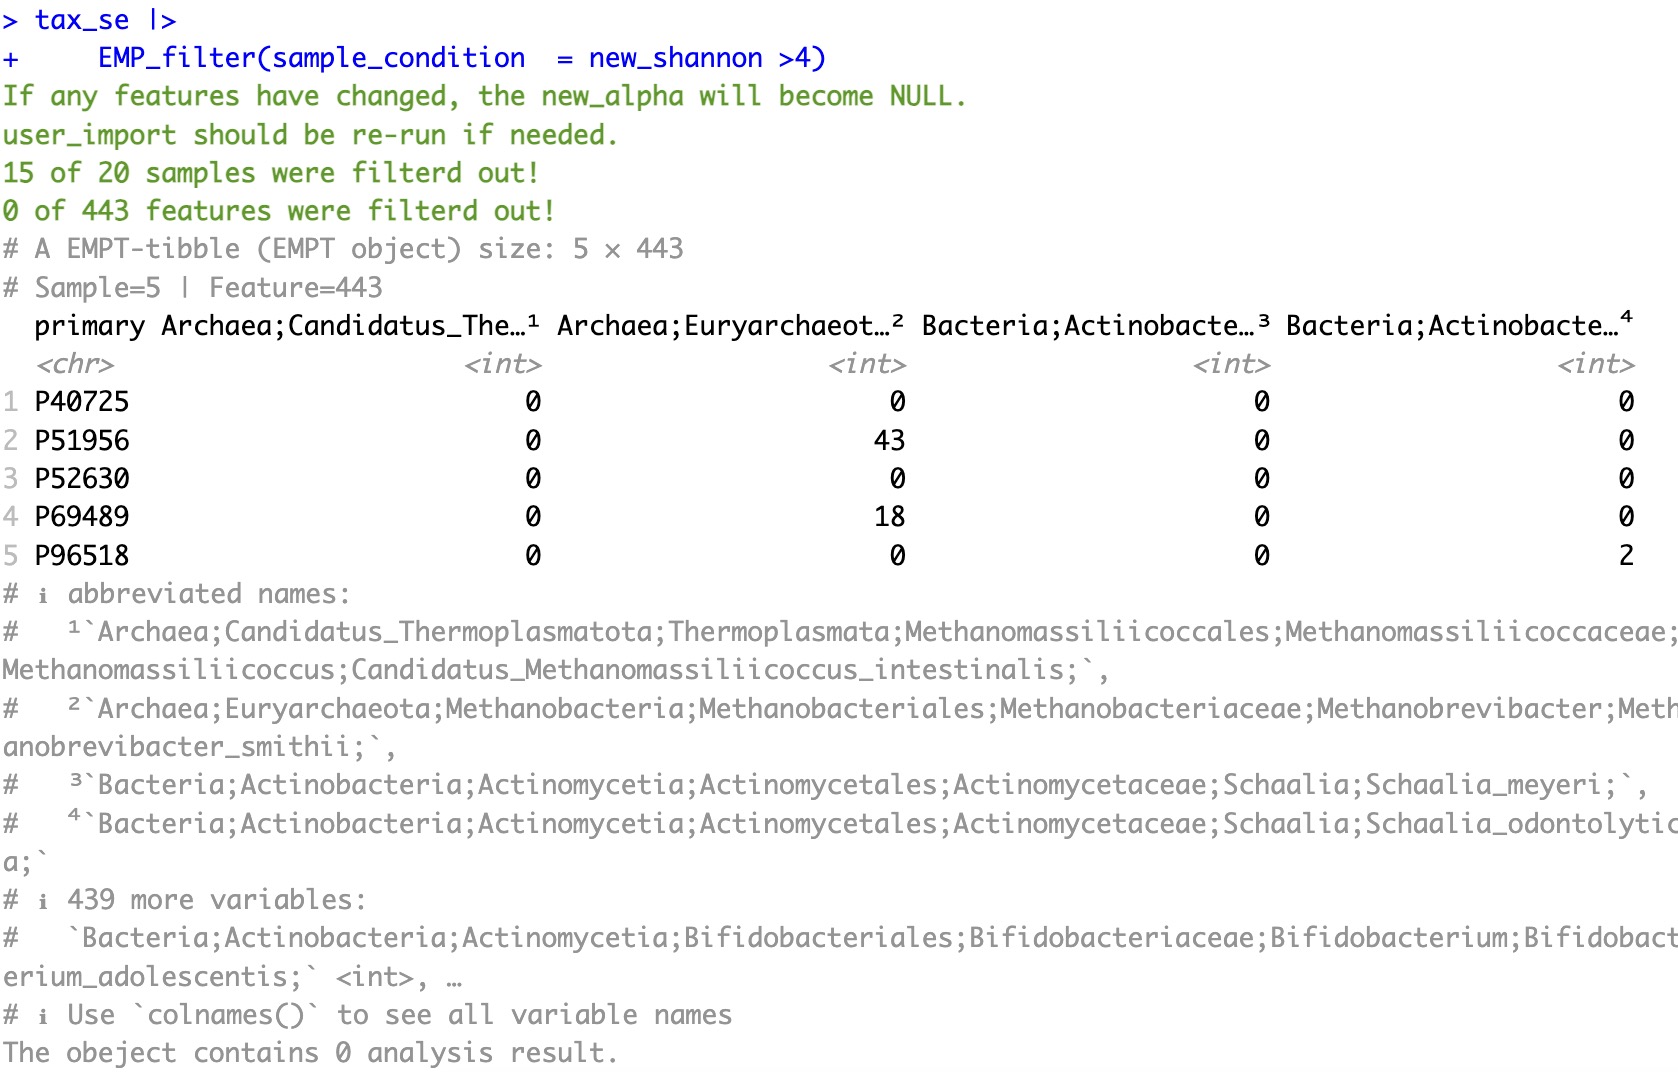 > tax_se |>
+     EMP_filter(sample_condition  = new_shannon >4)
If any features have changed, the new_alpha will become NULL.
user_import should be re-run if needed.
15 of 20 samples were filterd out!
0 of 443 features were filterd out!
# A EMPT-tibble (EMPT object) size: 5 × 443
# Sample=5 | Feature=443
  primary Archaea;Candidatus_The…¹ Archaea;Euryarchaeot…² Bacteria;Actinobacte…³ Bacteria;Actinobacte…⁴
  <chr>                      <int>                  <int>                  <int>                  <int>
1 P40725                         0                      0                      0                      0
2 P51956                         0                     43                      0                      0
3 P52630                         0                      0                      0                      0
4 P69489                         0                     18                      0                      0
5 P96518                         0                      0                      0                      2
# ℹ abbreviated names:
#   ¹`Archaea;Candidatus_Thermoplasmatota;Thermoplasmata;Methanomassiliicoccales;Methanomassiliicoccaceae;
Methanomassiliicoccus;Candidatus_Methanomassiliicoccus_intestinalis;`,
#   ²`Archaea;Euryarchaeota;Methanobacteria;Methanobacteriales;Methanobacteriaceae;Methanobrevibacter;Meth
anobrevibacter_smithii;`,
#   ³`Bacteria;Actinobacteria;Actinomycetia;Actinomycetales;Actinomycetaceae;Schaalia;Schaalia_meyeri;`,
#   ⁴`Bacteria;Actinobacteria;Actinomycetia;Actinomycetales;Actinomycetaceae;Schaalia;Schaalia_odontolytic
a;`
# ℹ 439 more variables:
#   `Bacteria;Actinobacteria;Actinomycetia;Bifidobacteriales;Bifidobacteriaceae;Bifidobacterium;Bifidobact
erium_adolescentis;` <int>, …
# ℹ Use `colnames()` to see all variable names
The obeject contains 0 analysis result.